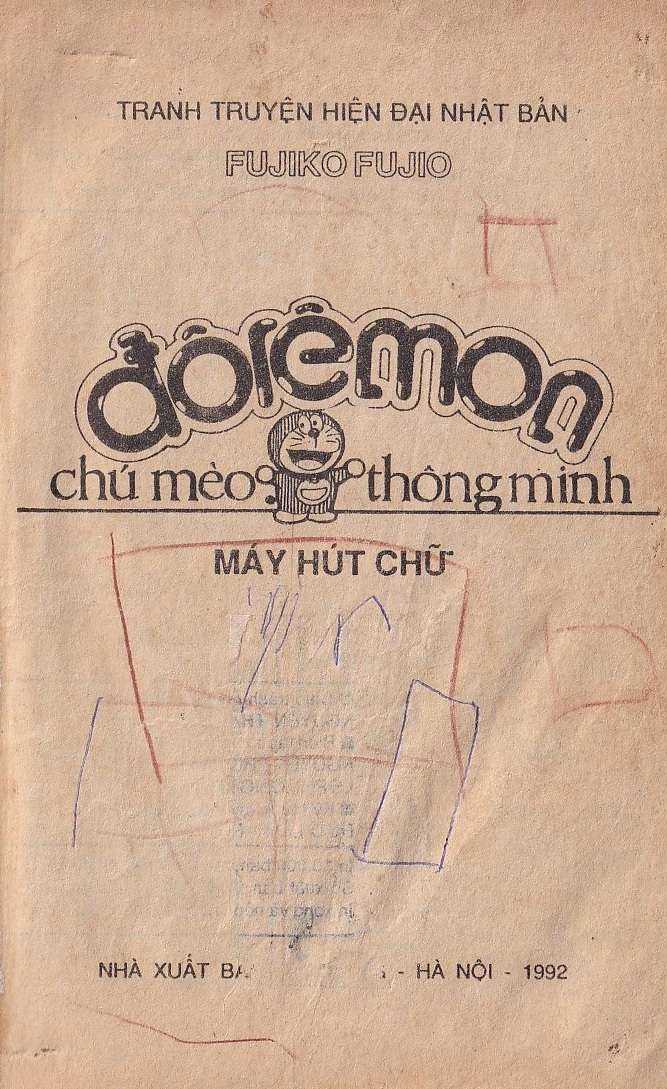 TRANH TRUYỆN HIỆN ĐẠI NHẬT BẢN
FUJIKO FUJIO
đôrêmon
chú mèo thông minh
MÁY HÚT CHỮ
NHÀ XUẤT - HÀ NỘI - 1992